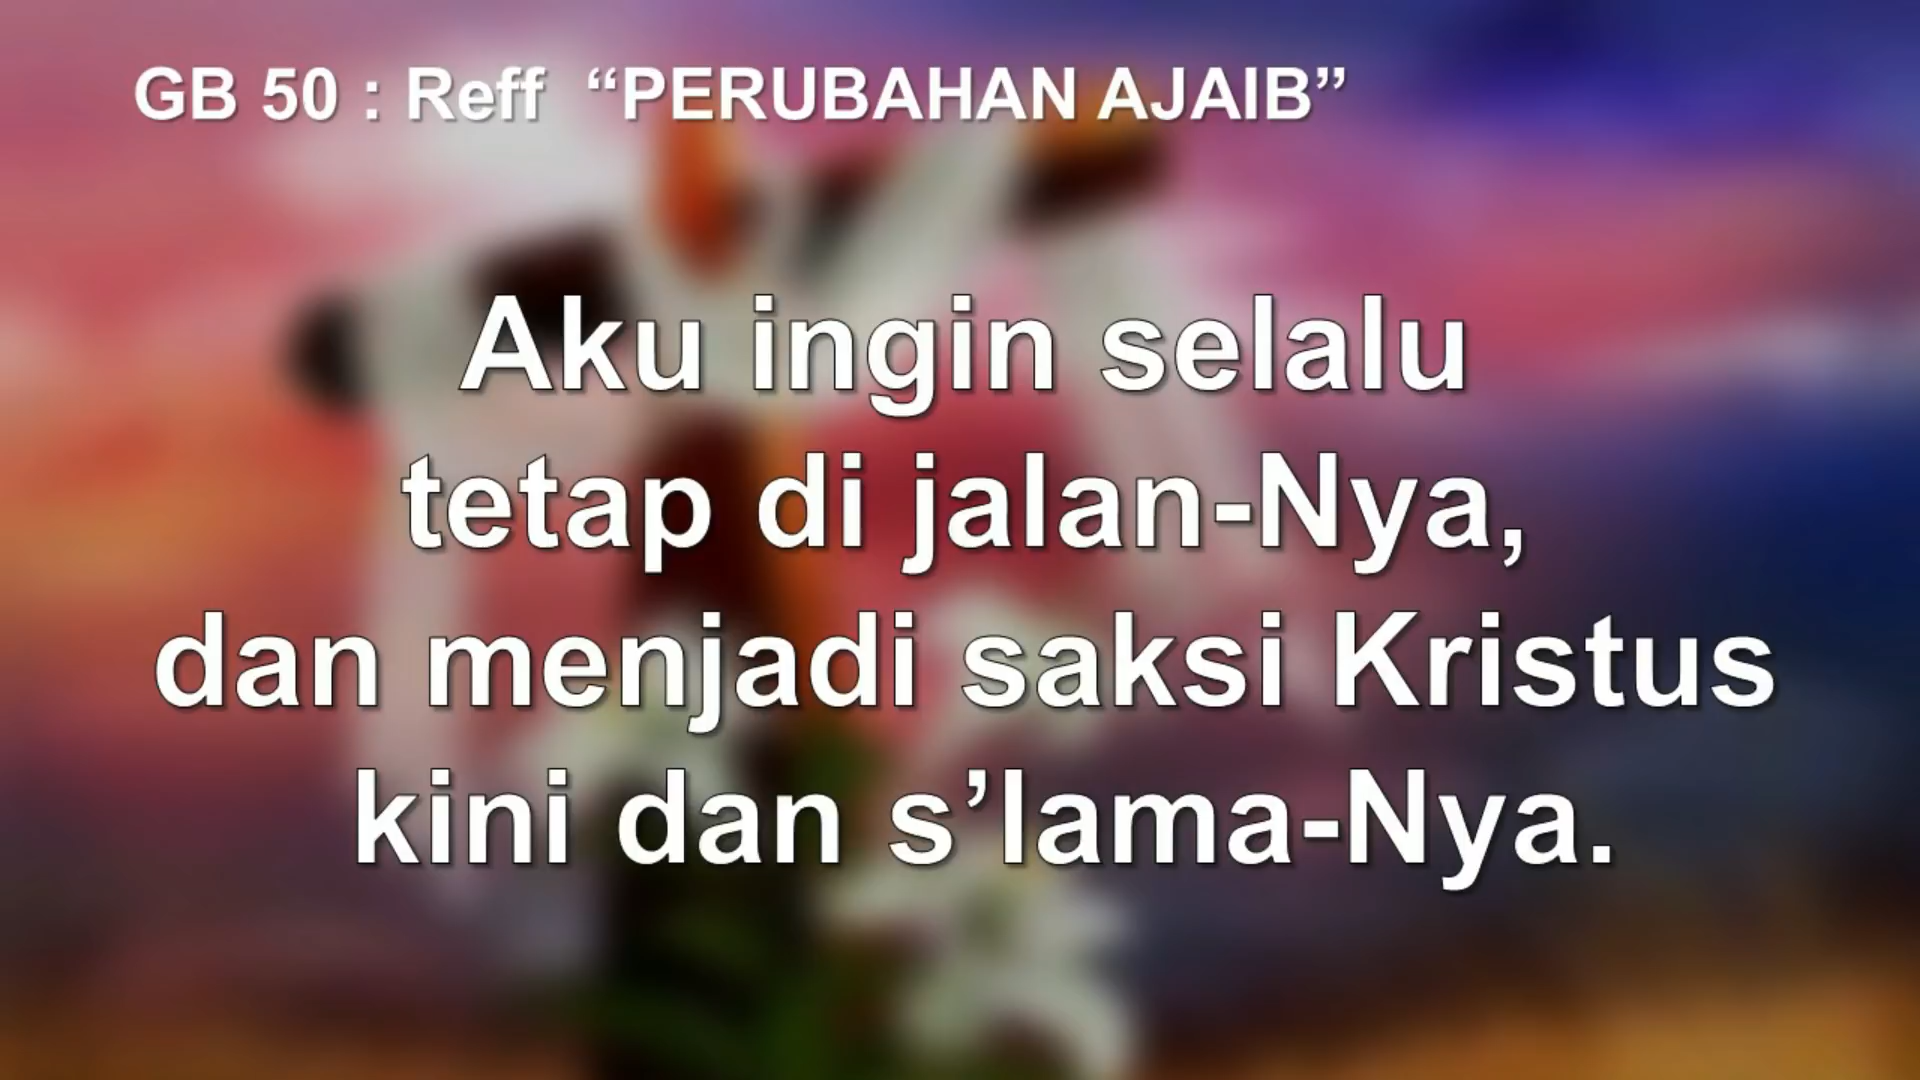 GB 50 : Reff “PERUBAHAN AJAIB”
Aku ingin selalu
tetap di jalan-Nya,
dan menjadi saksi Kristus
kini dan s’lama-Nya.